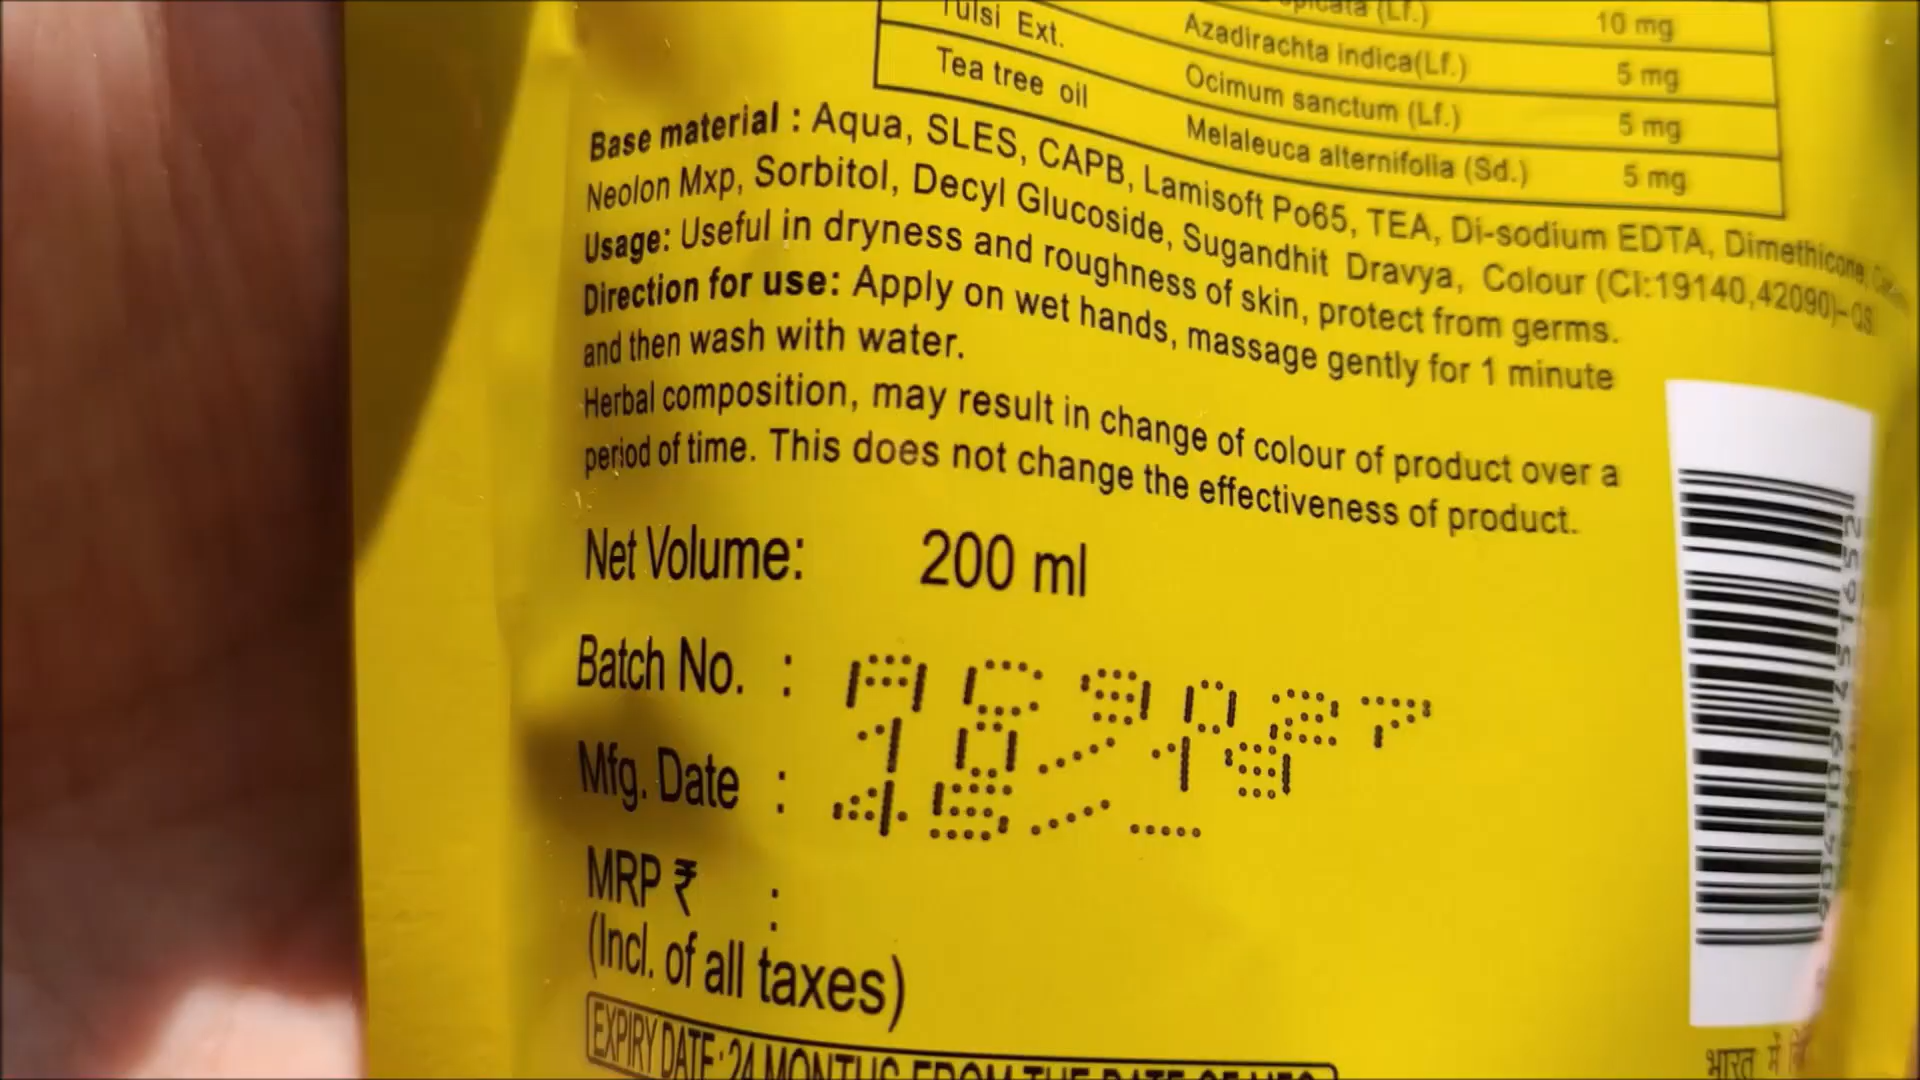 10 mg
Tulsi Ext. Azadirachta indica(Lf.) 5 mg
Tea tree oil Ocimum sanctum (Lf.) 5 mg
Melaleuca alternifolia (Sd.) 5 mg
Base material : Aqua, SLES, CAPB, Lamisoft Po65, TEA, Di-sodium EDTA, Dimethicone,
Neolon Mxp, Sorbitol, Decyl Glucoside, Sugandhit Dravya, Colour (CI:19140,42090)-QS
Usage: Useful in dryness and roughness of skin, protect from germs.
Direction for use: Apply on wet hands, massage gently for 1 minute
and then wash with water.
Herbal composition, may result in change of colour of product over a
period of time. This does not change the effectiveness of product.
Net Volume: 200 ml
Batch No. :
Mfg. Date :
MRP ₹ : 45/-
(Incl. of all taxes)
EXPIRY DATE: 24 MONTHS FROM THE DATE OF MFG
भारत में